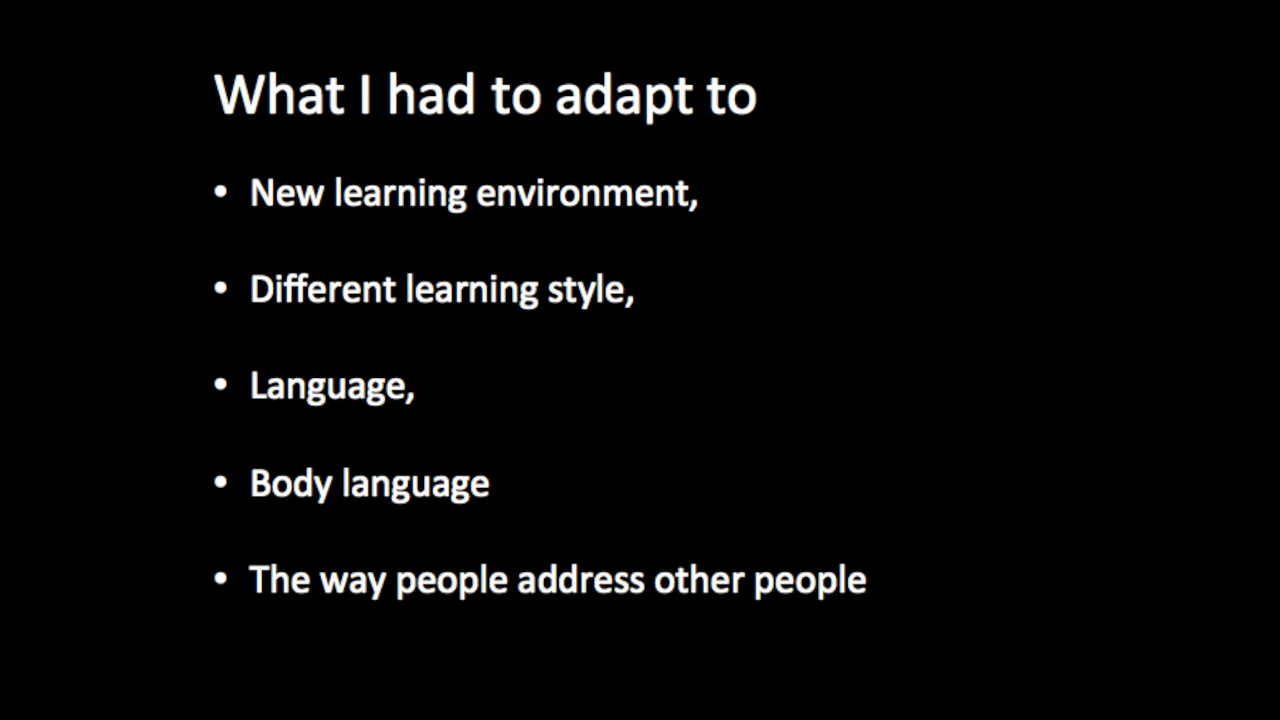 What I had to adapt to
• New learning environment,
• Different learning style,
• Language,
• Body language
• The way people address other people